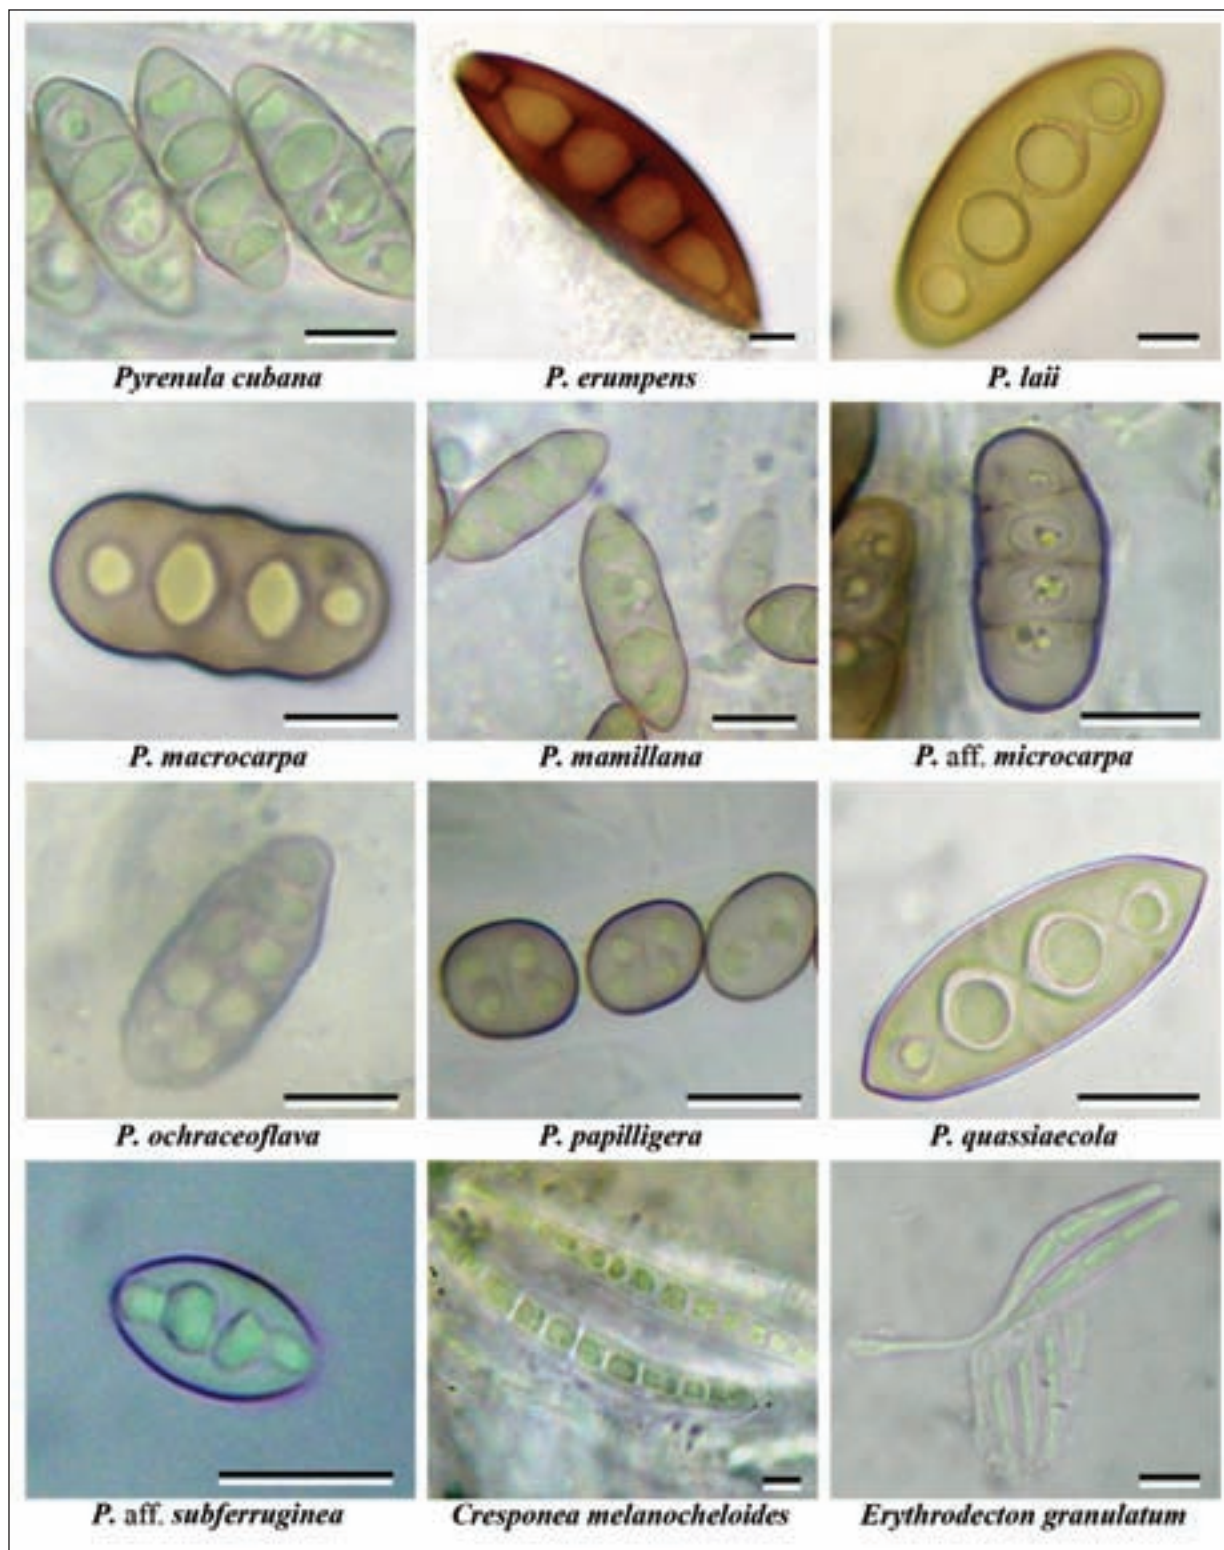 Pyrenula cubana
P. erumpens
P. laii
P. macrocarpa
P. mamillana
P. aff. microcarpa
P. ochraceoflava
P. papilligera
P. quassiaecola
P. aff. subferruginea
Cresponea melanocheloides
Erythrodecton granulatum